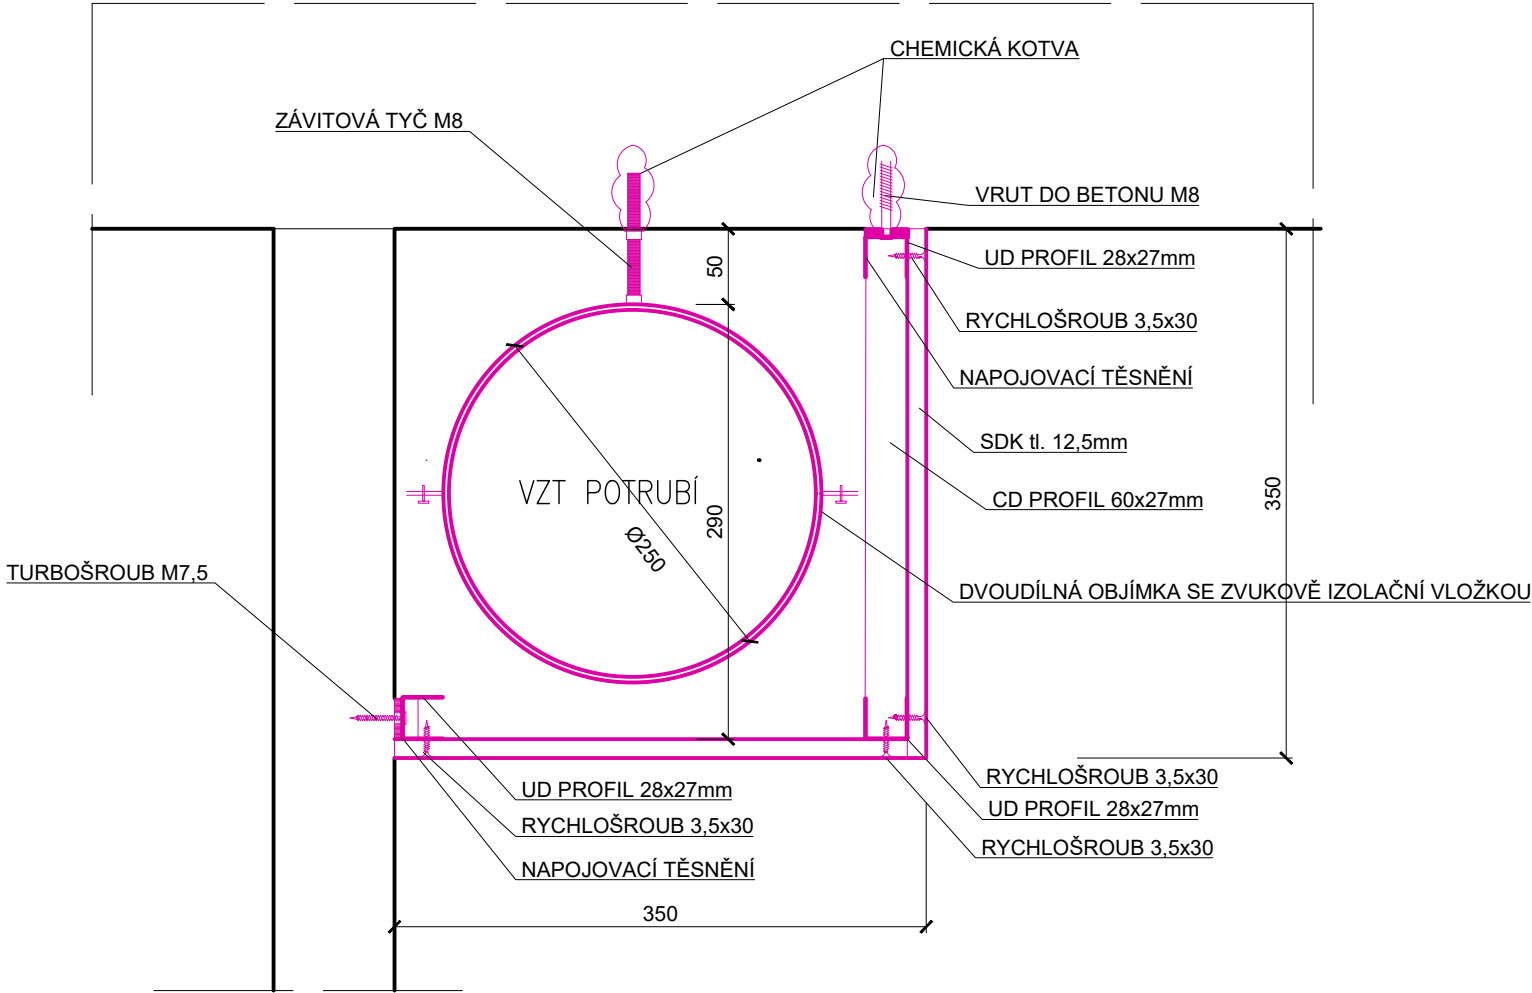 CHEMICKÁ KOTVA
ZÁVITOVÁ TYČ M8
VRUT DO BETONU M8
UD PROFIL 28x27mm
50
RYCHLOŠROUB 3,5x30
NAPOJOVACÍ TĚSNĚNÍ
SDK tl. 12,5mm
VZT POTRUBÍ
CD PROFIL 60x27mm
350
290
Ø250
TURBOŠROUB M7,5
DVOUDÍLNÁ OBJÍMKA SE ZVUKOVĚ IZOLAČNÍ VLOŽKOU
RYCHLOŠROUB 3,5x30
UD PROFIL 28x27mm
UD PROFIL 28x27mm
RYCHLOŠROUB 3,5x30
RYCHLOŠROUB 3,5x30
NAPOJOVACÍ TĚSNĚNÍ
350